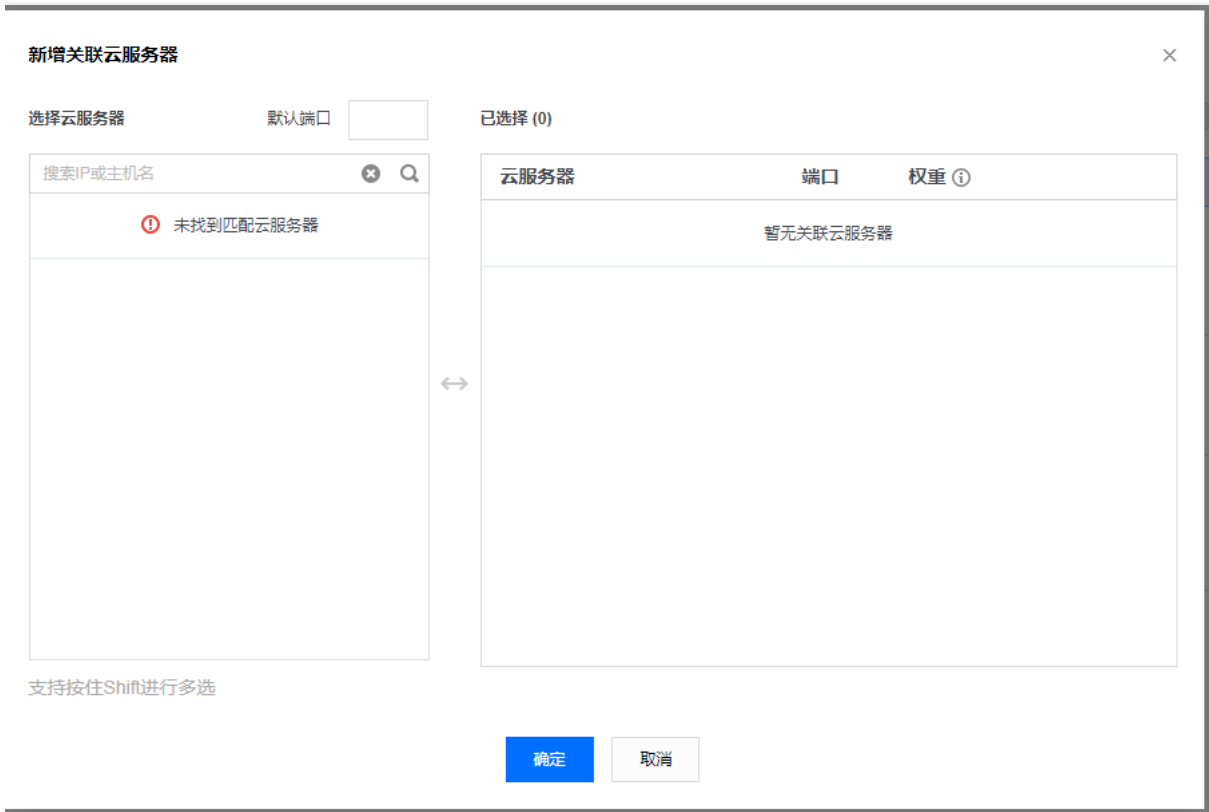 新增关联云服务器
选择云服务器 默认端口 已选择 (0)
搜索IP或主机名
云服务器 端口 权重
未找到匹配云服务器
暂无关联云服务器
支持按住Shift进行多选
确定 取消